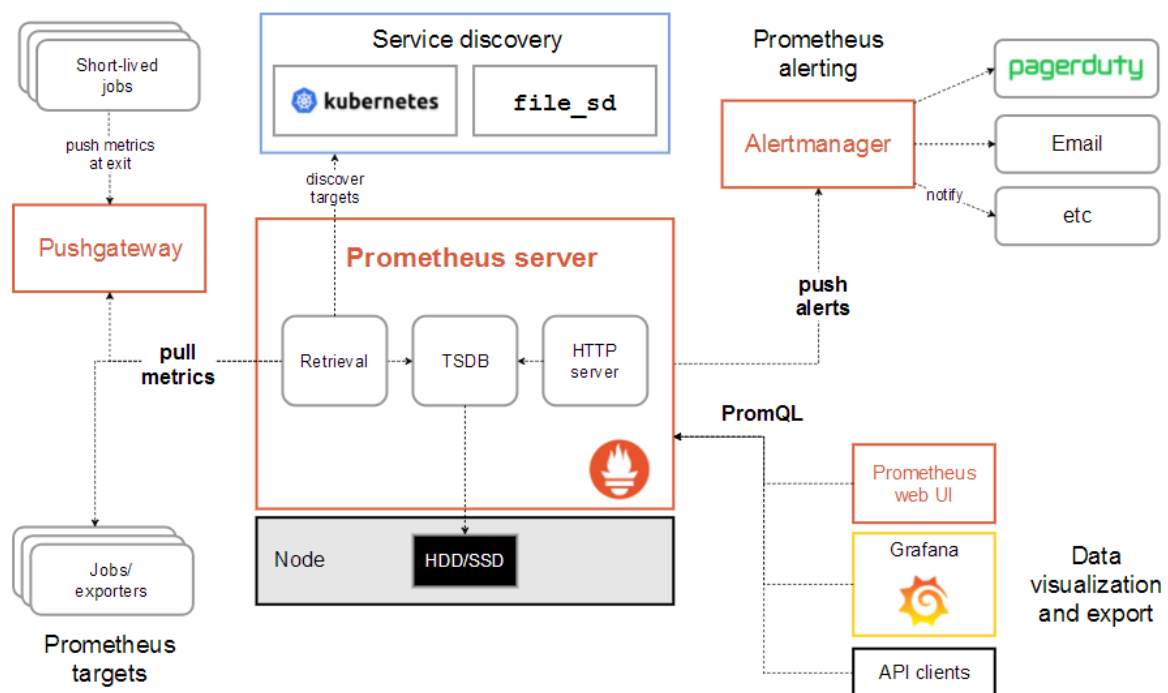 Short-lived
jobs
push metrics
at exit
Pushgateway
pull
metrics
Jobs/
exporters
Prometheus
targets
Service discovery
kubernetes
file_sd
discover
targets
Prometheus server
Retrieval
TSDB
HTTP
server
Node
HDD/SSD
Prometheus
alerting
Alertmanager
pagerduty
Email
notify
etc
push
alerts
PromQL
Prometheus
web UI
Grafana
API clients
Data
visualization
and export